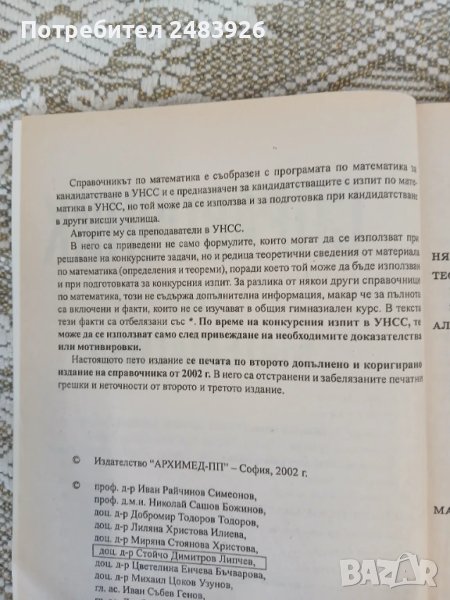 Потребител 2483926
Справочникът по математика е съобразен с програмата по математика за
кандидатстване в УНСС и е предназначен за кандидатстващите с изпит по мате-
матика в УНСС, но той може да се използва и за подготовка при кандидатстване
в други висши училища.
Авторите му са преподаватели в УНСС.
В него са приведени не само формулите, които могат да се използват при
решаване на конкурсните задачи, но и редица теоретични сведения от материала
по математика (определения и теореми), поради което той може да бъде използван
и при подготовката за конкурсния изпит. За разлика от някои други справочници
по математика, този не съдържа допълнителна информация, макар че за пълнота
са включени и факти, които не се изучават в общия гимназиален курс. В текста
тези факти са отбелязани със *. По време на конкурсния изпит в УНСС, те
може да се използват само след привеждане на необходимите доказателства
или мотивировки.
Настоящото пето издание се печата по второто допълнено и коригирано
издание на справочника от 2002 г. В него са отстранени и забелязаните печатни
грешки и неточности от второто и третото издание.
© Издателство "АРХИМЕД-ПП" – София, 2002 г.
© проф. д-р Иван Райчинов Симеонов,
проф. д.м.н. Николай Сашов Божинов,
доц. д-р Добромир Тодоров Тодоров,
доц. д-р Лиляна Христова Илиева,
доц. д-р Миряна Стоянова Христова,
доц. д-р Стойчо Димитров Липчев,
доц. д-р Цветелина Енчева Бъчварова,
доц. д-р Михаил Цоков Узунов,
гл. ас. Иван Събев Генов,
НЯ
ТЕО
АЛ
МА
bazar